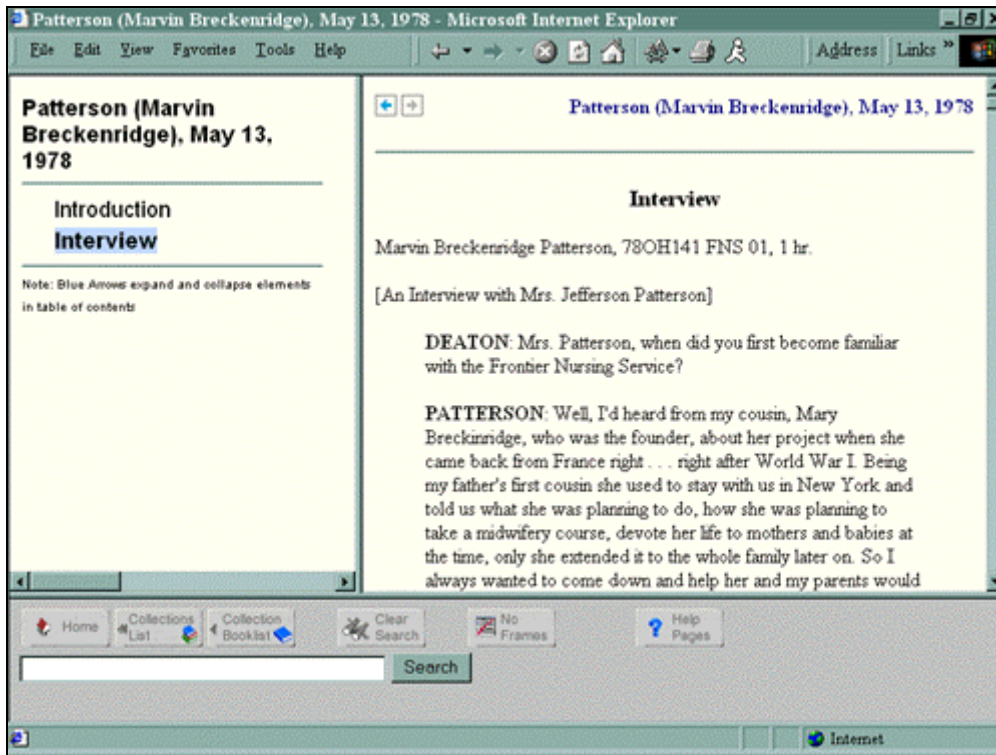 Patterson (Marvin Breckenridge), May 13, 1978 - Microsoft Internet Explorer
File Edit View Favorites Tools Help Address Links »
Patterson (Marvin
Breckenridge), May 13,
1978
Introduction
Interview
Note: Blue Arrows expand and collapse elements
in table of contents
Patterson (Marvin Breckenridge), May 13, 1978
Interview
Marvin Breckenridge Patterson, 78OH141 FNS 01, 1 hr.
[An Interview with Mrs. Jefferson Patterson]
DEATON: Mrs. Patterson, when did you first become familiar
with the Frontier Nursing Service?
PATTERSON: Well, I'd heard from my cousin, Mary
Breckinridge, who was the founder, about her project when she
came back from France right . . . right after World War I. Being
my father's first cousin she used to stay with us in New York and
told us what she was planning to do, how she was planning to
take a midwifery course, devote her life to mothers and babies at
the time, only she extended it to the whole family later on. So I
always wanted to come down and help her and my parents would
Home
Collections
List
Collection
Booklist
Clear
Search
No
Frames
Help
Pages
Search
Internet